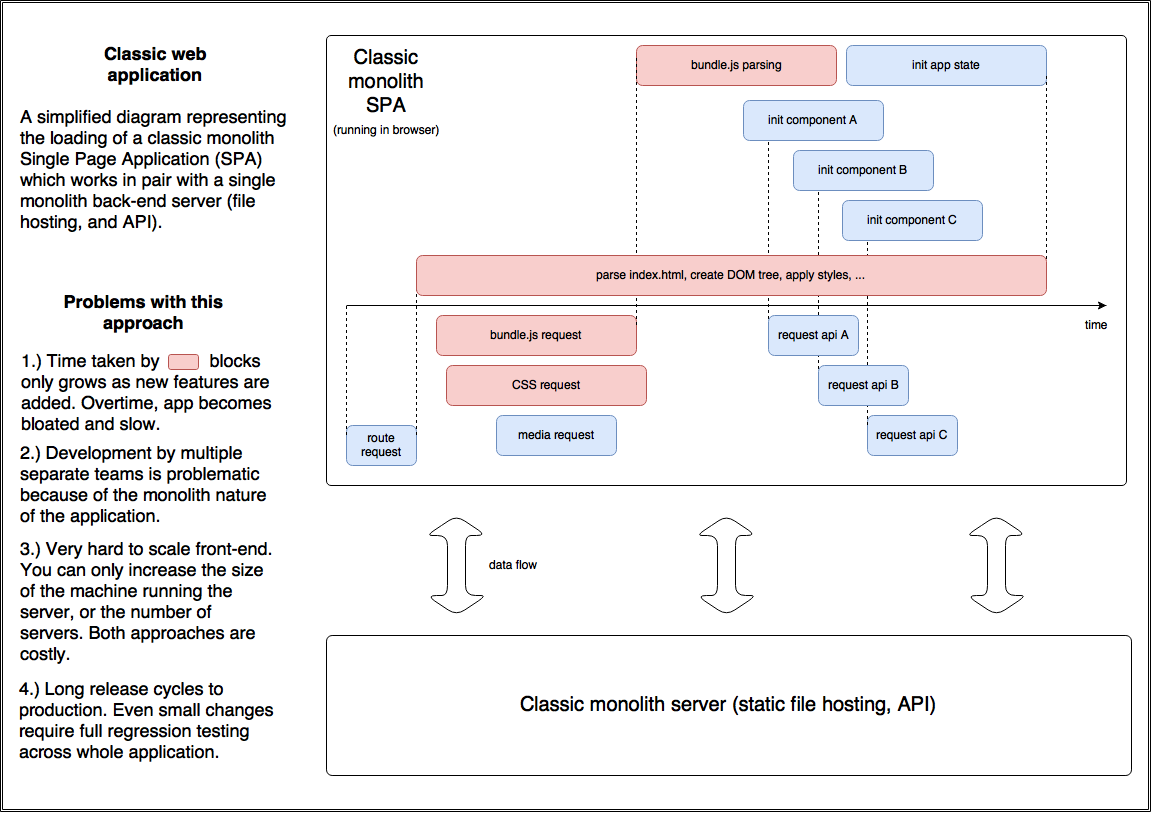 Classic web
application
A simplified diagram representing
the loading of a classic monolith
Single Page Application (SPA)
which works in pair with a single
monolith back-end server (file
hosting, and API).
Problems with this
approach
1.) Time taken by blocks
only grows as new features are
added. Overtime, app becomes
bloated and slow.
2.) Development by multiple
separate teams is problematic
because of the monolith nature
of the application.
3.) Very hard to scale front-end.
You can only increase the size
of the machine running the
server, or the number of
servers. Both approaches are
costly.
4.) Long release cycles to
production. Even small changes
require full regression testing
across whole application.
Classic
monolith
SPA
(running in browser)
bundle.js parsing
init app state
init component A
init component B
init component C
parse index.html, create DOM tree, apply styles, ...
time
bundle.js request
request api A
CSS request
request api B
media request
request api C
route
request
data flow
Classic monolith server (static file hosting, API)